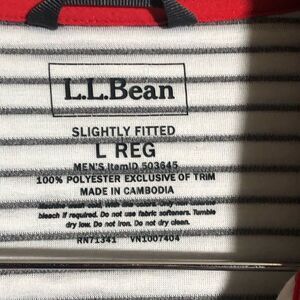 L.L.Bean
SLIGHTLY FITTED
L REG
MEN'S ItemID 503645
100% POLYESTER EXCLUSIVE OF TRIM
MADE IN CAMBODIA
bleach if required. Do not use fabric softeners. Tumble
dry low. Do not iron. Do not dry clean.
RN71341 VN1007404